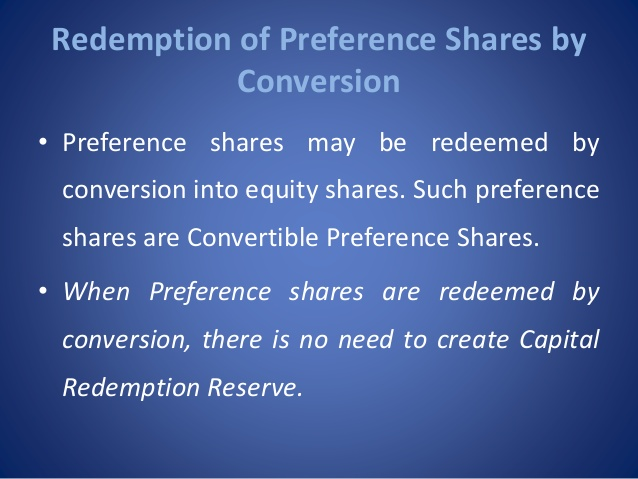 Redemption of Preference Shares by
Conversion
• Preference shares may be redeemed by
conversion into equity shares. Such preference
shares are Convertible Preference Shares.
• When Preference shares are redeemed by
conversion, there is no need to create Capital
Redemption Reserve.